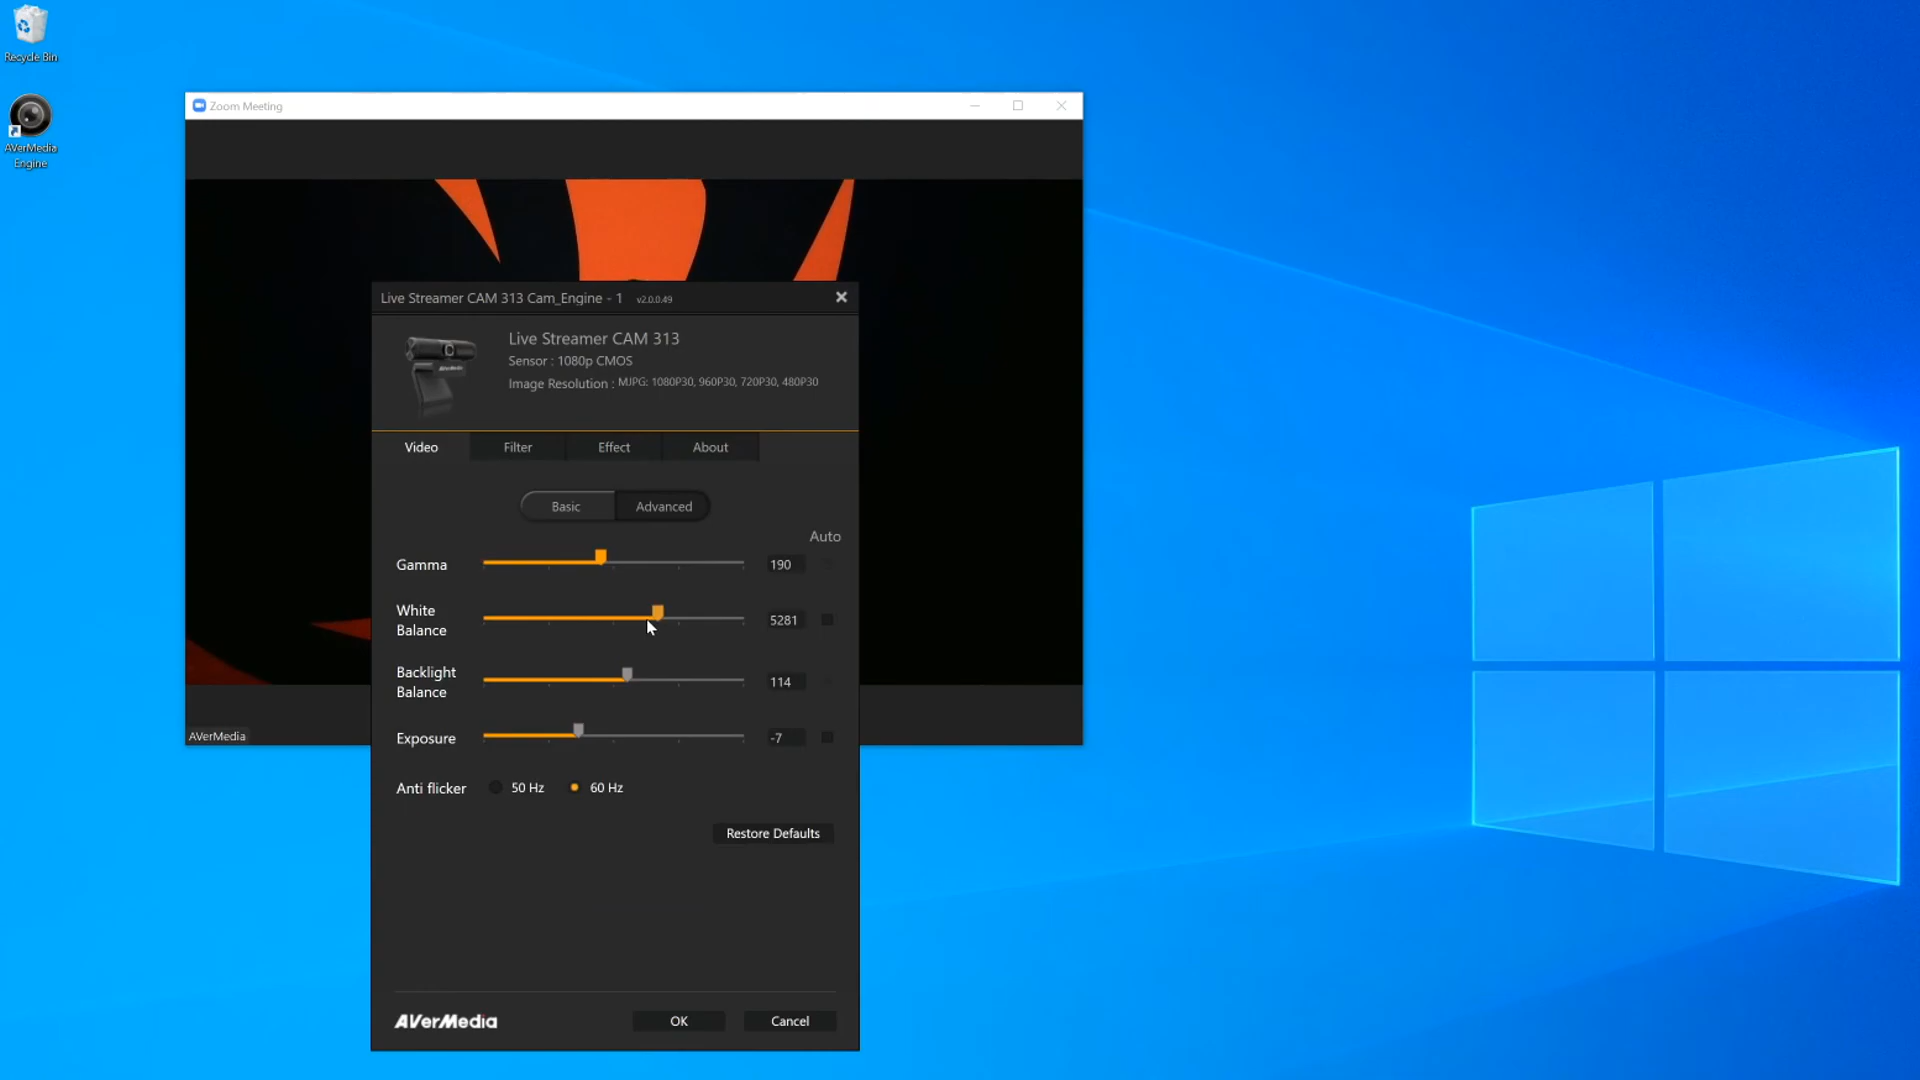 Recycle Bin
AVerMedia
Engine
Zoom Meeting
Live Streamer CAM 313 Cam_Engine - 1 v2.0.0.49
Live Streamer CAM 313
Sensor : 1080p CMOS
Image Resolution : MJPG: 1080P30, 960P30, 720P30, 480P30
AVerMedia
Video Filter Effect About
Basic Advanced
Auto
Gamma 190
White
Balance 5281
Backlight
Balance 114
Exposure -7
AVerMedia
Anti flicker 50 Hz 60 Hz
Restore Defaults
AVerMedia OK Cancel